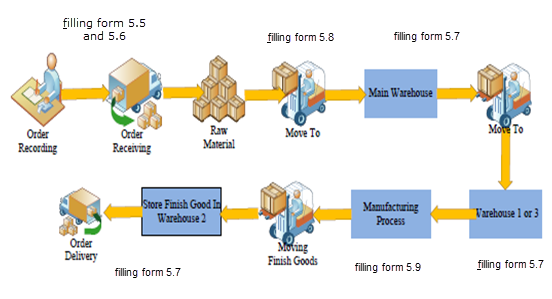 filling form 5.5
and 5.6
filling form 5.8
filling form 5.7
Order
Recording
Order
Receiving
Raw
Material
Move To
Main Warehouse
Move To
Store Finish Good In
Warehouse 2
Manufacturing
Process
Warehouse 1 or 3
Order
Delivery
Moving
Finish Goods
filling form 5.7
filling form 5.9
filling form 5.7